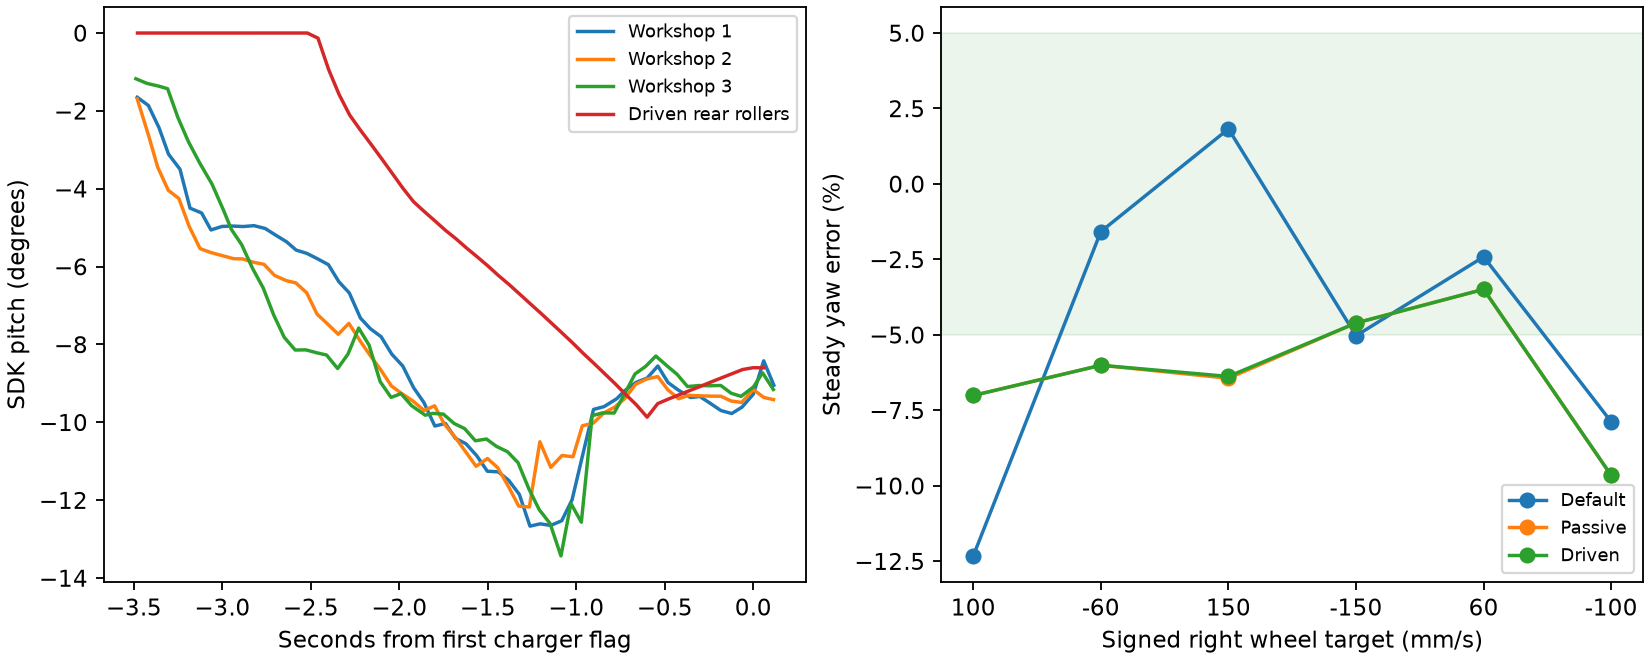 SDK pitch (degrees)
0
−2
−4
−6
−8
−10
−12
−14
Workshop 1
Workshop 2
Workshop 3
Driven rear rollers
−3.5 −3.0 −2.5 −2.0 −1.5 −1.0 −0.5 0.0
Seconds from first charger flag
Steady yaw error (%)
5.0
2.5
0.0
−2.5
−5.0
−7.5
−10.0
−12.5
Default
Passive
Driven
100 -60 150 -150 60 -100
Signed right wheel target (mm/s)